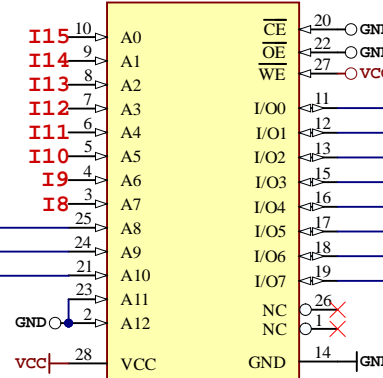 I15 10 A0 CE 20 GND
I14 9 A1 OE 22 GND
I13 8 A2 WE 27 VCC
I12 7 A3 I/O0 11
I11 6 A4 I/O1 12
I10 5 A5 I/O2 13
I9 4 A6 I/O3 15
I8 3 A7 I/O4 16
25 A8 I/O5 17
24 A9 I/O6 18
21 A10 I/O7 19
23 A11 NC 26
GND 2 A12 NC 1
VCC 28 VCC GND 14 GND